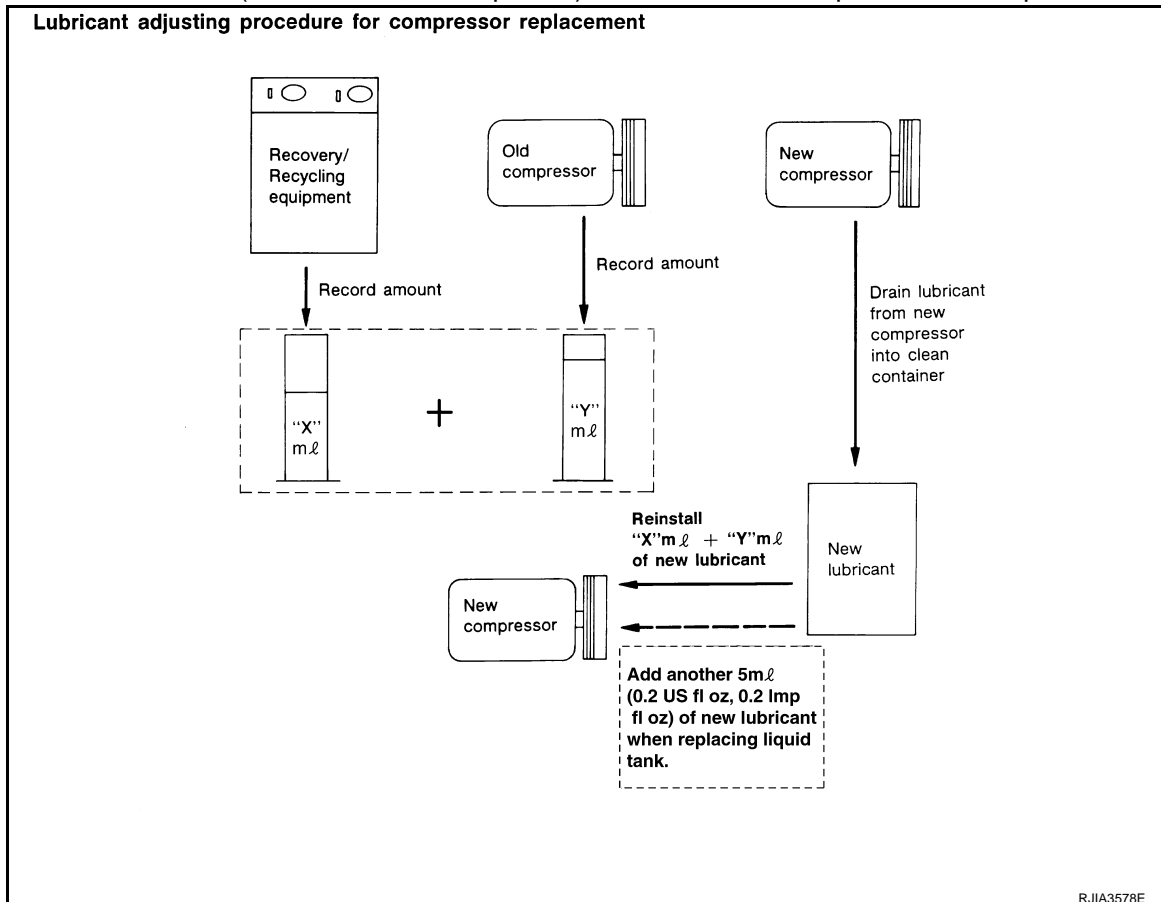 Lubricant adjusting procedure for compressor replacement
Recovery/
Recycling
equipment
Old
compressor
New
compressor
Record amount
Record amount
Drain lubricant
from new
compressor
into clean
container
“X”
mℓ
+
“Y”
mℓ
Reinstall
“X”mℓ + “Y”mℓ
of new lubricant
New
lubricant
New
compressor
Add another 5mℓ
(0.2 US fl oz, 0.2 Imp
fl oz) of new lubricant
when replacing liquid
tank.
RJIA3578E